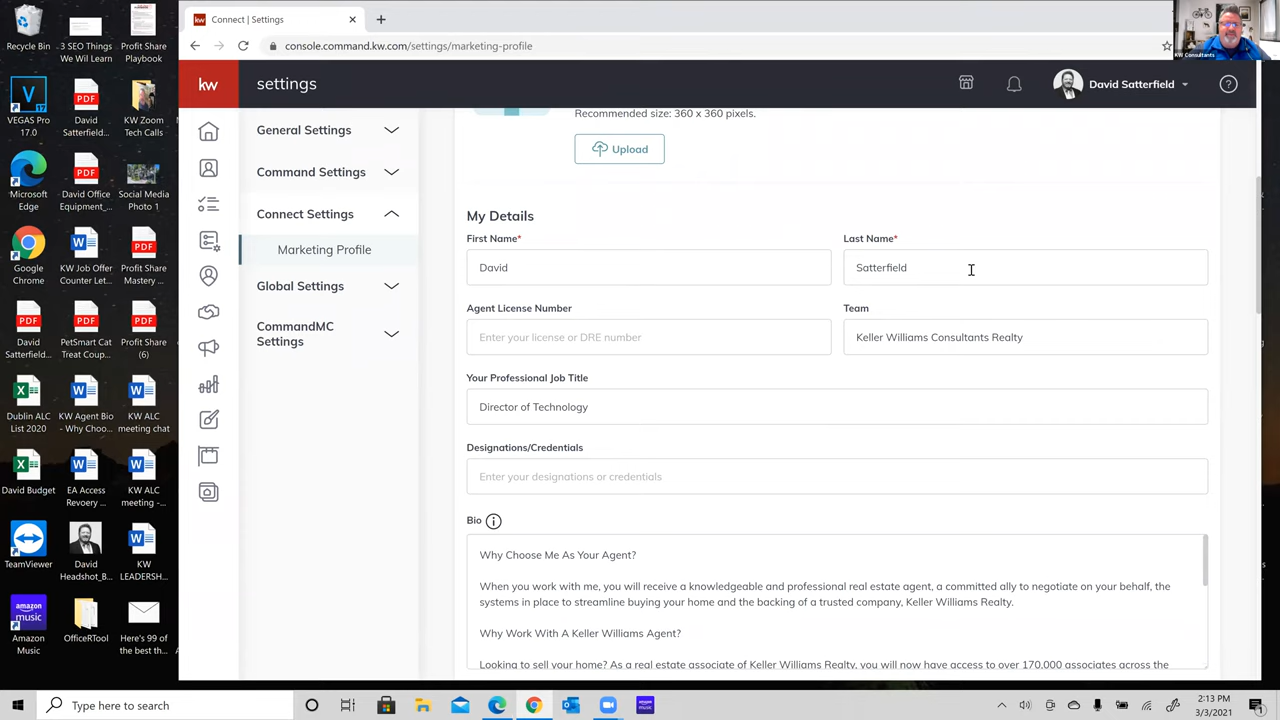 Recycle Bin
3 SEO Things
We Wil Learn
Profit Share
Playbook
VEGAS Pro
17.0
David
Satterfield...
KW Zoom
Tech Calls
Microsoft
Edge
David Office
Equipment_...
Social Media
Photo 1
Google
Chrome
KW Job Offer
Counter Em...
Profit Share
Mastery ...
David
Satterfield...
PetSmart Cat
Treat Coup...
Profit Share
(6)
Dublin ALC
List 2020
KW Agent Bio
- Why Choo...
KW ALC
meeting chat
David Budget
EA Access
Revoery ...
KW ALC
meeting -...
TeamViewer
David
Headshot_B...
KW
LEADERSH...
Amazon
Music
OfficeRTool
Here's 99 of
the best th...
Connect | Settings
console.command.kw.com/settings/marketing-profile
KW Consultants
kw
settings
David Satterfield
General Settings
Command Settings
Connect Settings
Marketing Profile
Global Settings
CommandMC
Settings
Recommended size: 360 x 360 pixels.
Upload
My Details
First Name*
Last Name*
David
Satterfield
Agent License Number
Team
Enter your license or DRE number
Keller Williams Consultants Realty
Your Professional Job Title
Director of Technology
Designations/Credentials
Enter your designations or credentials
Bio
Why Choose Me As Your Agent?
When you work with me, you will receive a knowledgeable and professional real estate agent, a committed ally to negotiate on your behalf, the
systems in place to streamline buying your home and the backing of a trusted company, Keller Williams Realty.
Why Work With A Keller Williams Agent?
Looking to sell your home? As a real estate associate of Keller Williams Realty, you will now have access to over 170,000 associates across the
Type here to search
2:13 PM
3/3/2021